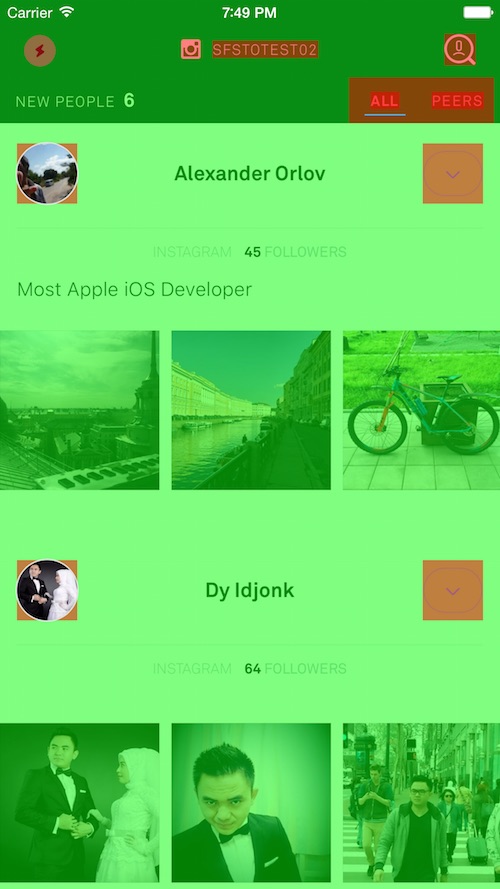 Carrier 7:49 PM
SFSTOTEST02
NEW PEOPLE 6 ALL PEERS
Alexander Orlov
INSTAGRAM 45 FOLLOWERS
Most Apple iOS Developer
Dy Idjonk
INSTAGRAM 64 FOLLOWERS